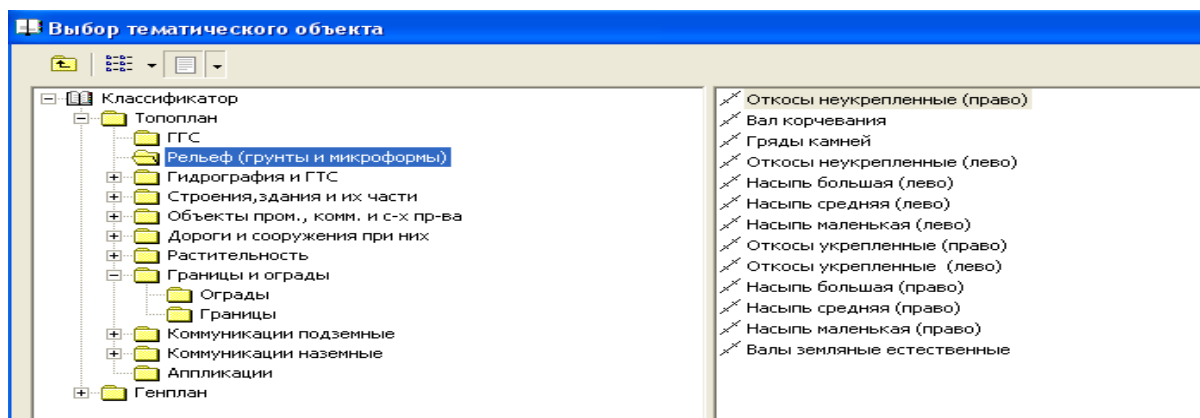 Выбор тематического объекта
Классификатор
Топоплан
ГГС
Рельеф (грунты и микроформы)
Гидрография и ГТС
Строения,здания и их части
Объекты пром., комм. и с-х пр-ва
Дороги и сооружения при них
Растительность
Границы и ограды
Ограды
Границы
Коммуникации подземные
Коммуникации наземные
Аппликации
Генплан
Откосы неукрепленные (право)
Вал корчевания
Гряды камней
Откосы неукрепленные (лево)
Насыпь большая (лево)
Насыпь средняя (лево)
Насыпь маленькая (лево)
Откосы укрепленные (право)
Откосы укрепленные (лево)
Насыпь большая (право)
Насыпь средняя (право)
Насыпь маленькая (право)
Валы земляные естественные